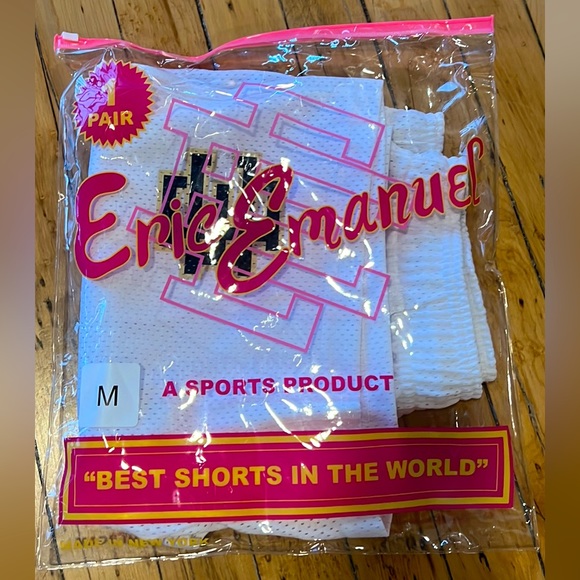 1
PAIR
Eric Emanuel
A SPORTS PRODUCT
M
"BEST SHORTS IN THE WORLD"